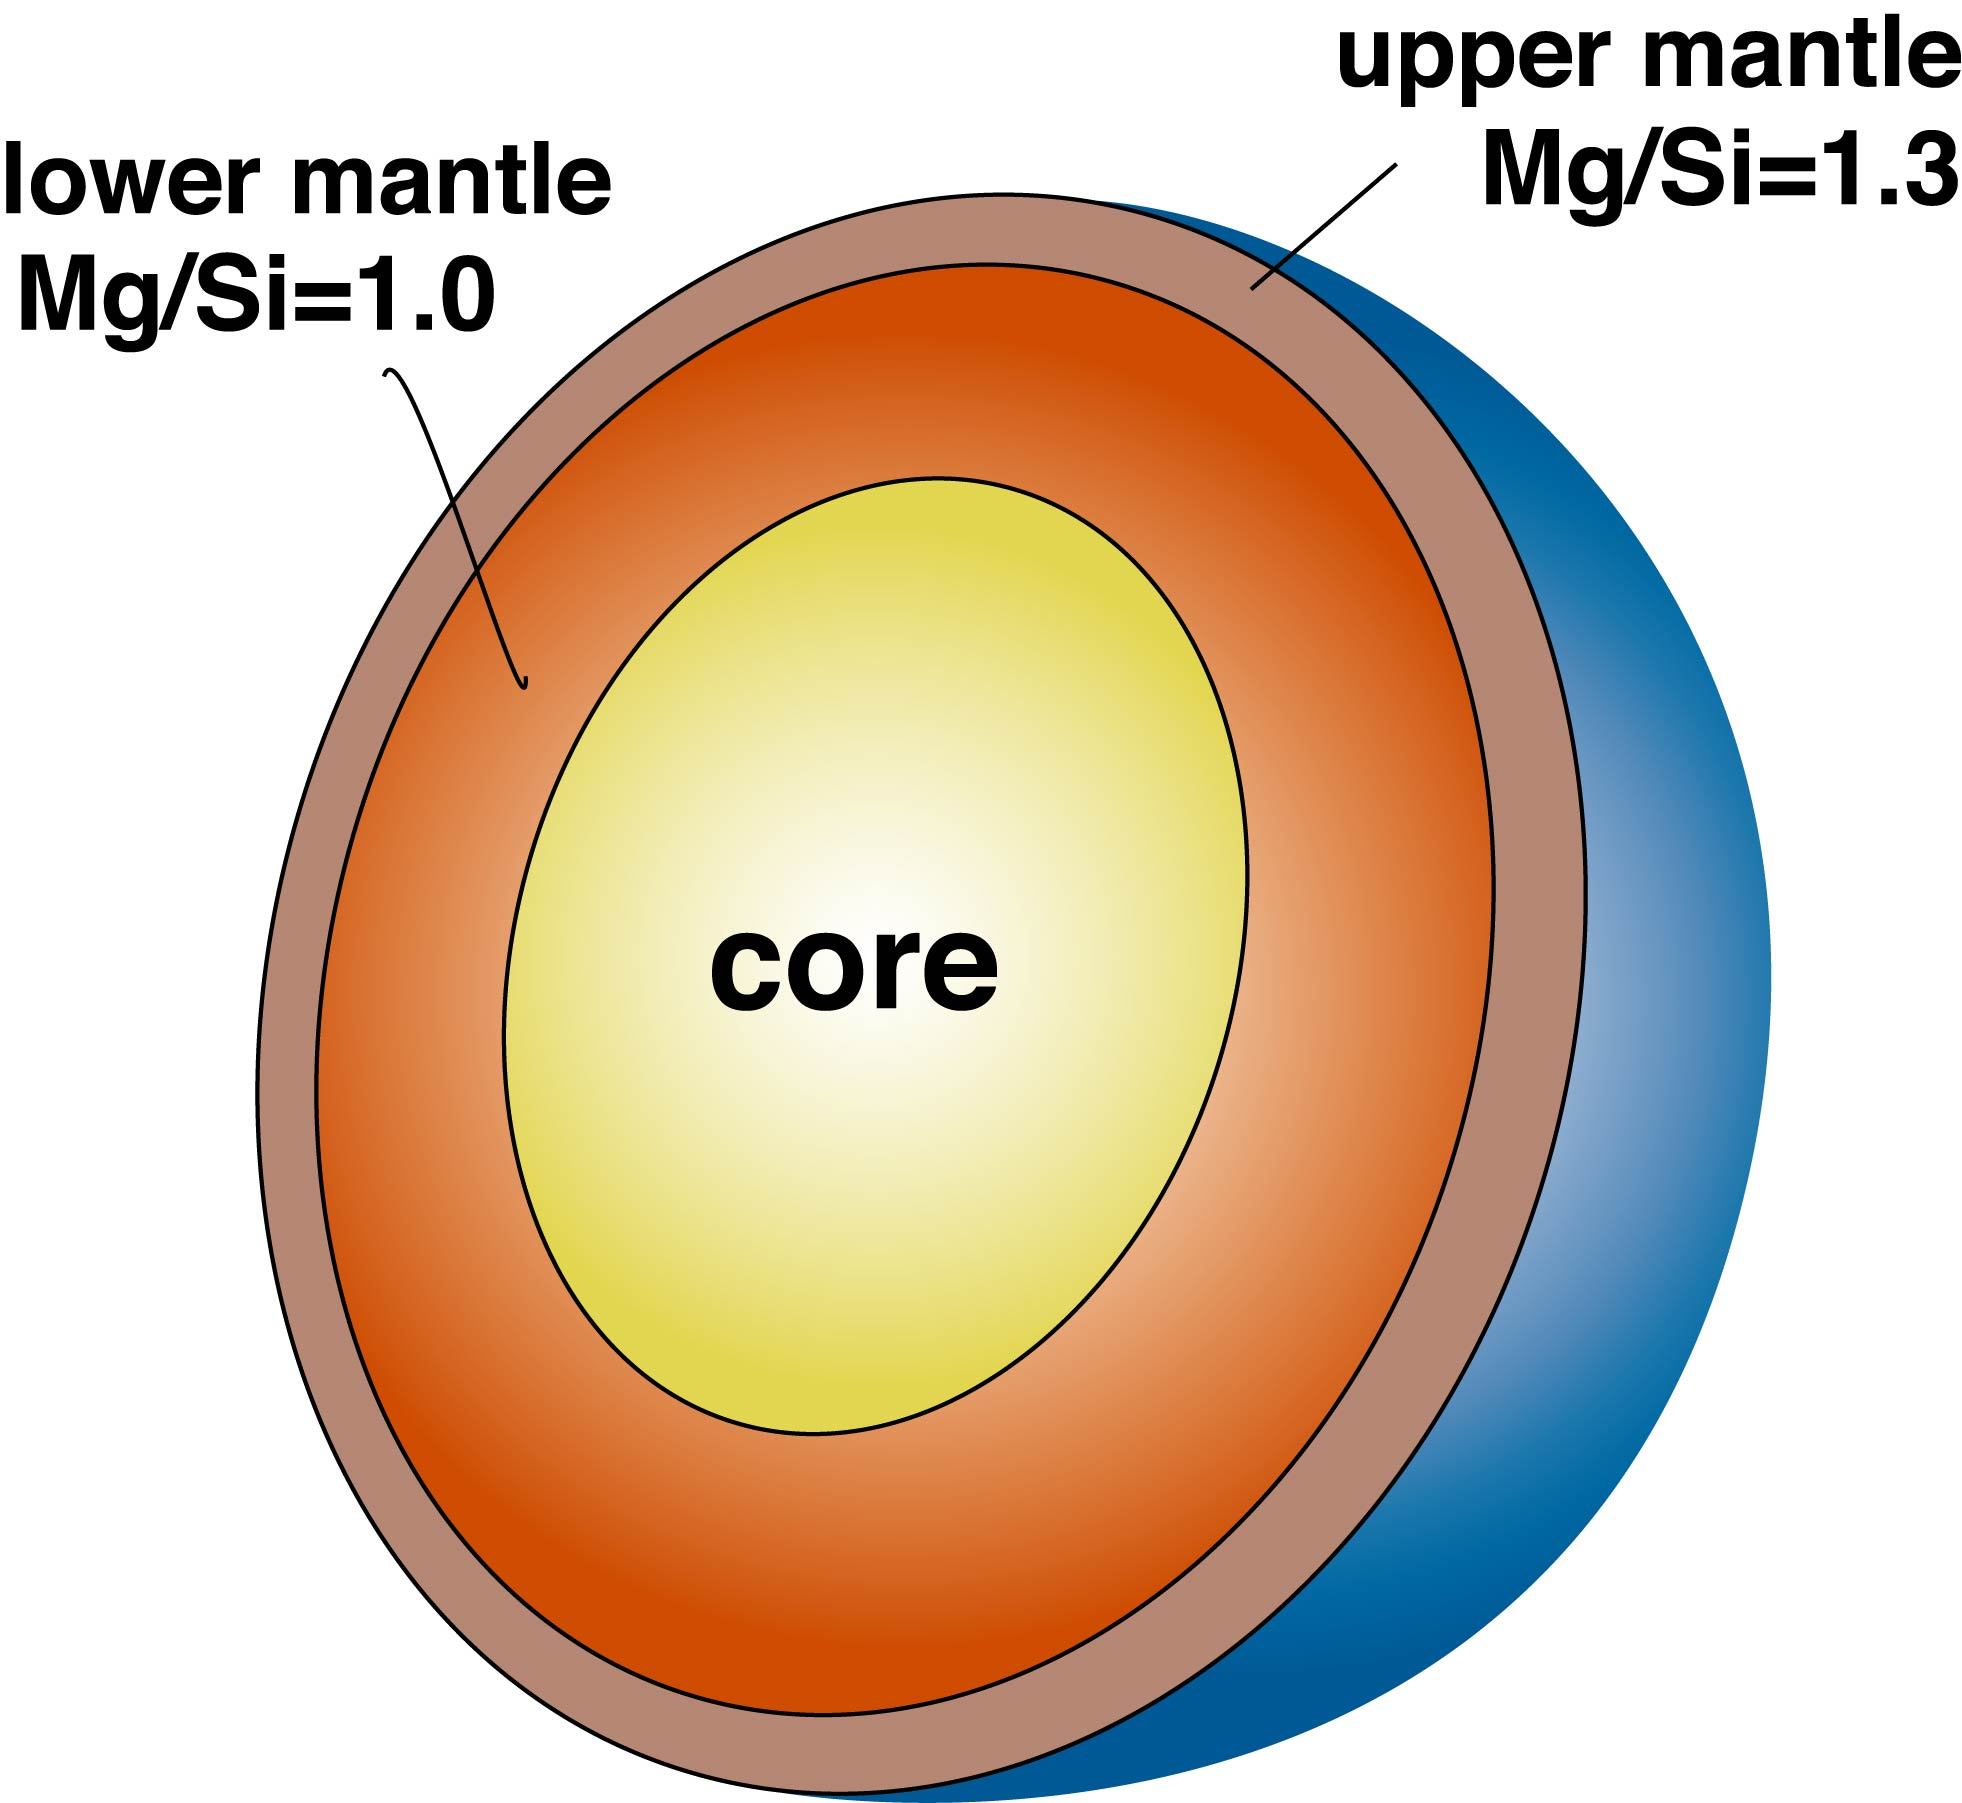 upper mantle
Mg/Si=1.3
lower mantle
Mg/Si=1.0
core